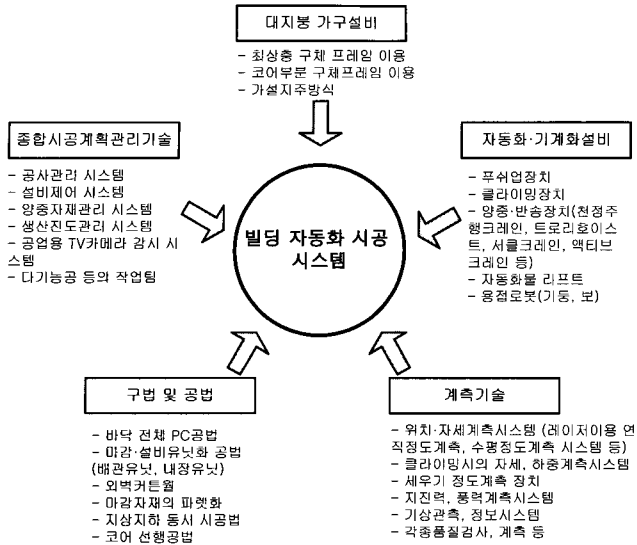 대지붕 가구설비
- 최상층 구체 프레임 이용
- 코어부분 구체프레임 이용
- 가설지주방식
종합시공계획관리기술
- 공사관리 시스템
- 설비제어 시스템
- 양중자재관리 시스템
- 생산진도관리 시스템
- 공업용 TV카메라 감시 시
스템
- 다기능공 등의 작업팀
자동화·기계화설비
- 푸쉬업장치
- 클라이밍장치
- 양중·반송장치(천정주
행크레인, 트로리호이스
트, 서클크레인, 액티브
크레인 등)
- 자동화물 리프트
- 용접로봇(기둥, 보)
빌딩 자동화 시공
시스템
구법 및 공법
- 바닥 전체 PC공법
- 마감·설비유닛화 공법
(배관유닛, 내장유닛)
- 외벽커튼월
- 마감자재의 파렛화
- 지상지하 동시 시공법
- 코어 선행공법
계측기술
- 위치·자세계측시스템 (레이저이용 연
직정도계측, 수평정도계측 시스템 등)
- 클라이밍시의 자세, 하중계측시스템
- 세우기 정도계측 장치
- 지진력, 풍력계측시스템
- 기상관측, 정보시스템
- 각종품질검사, 계측 등